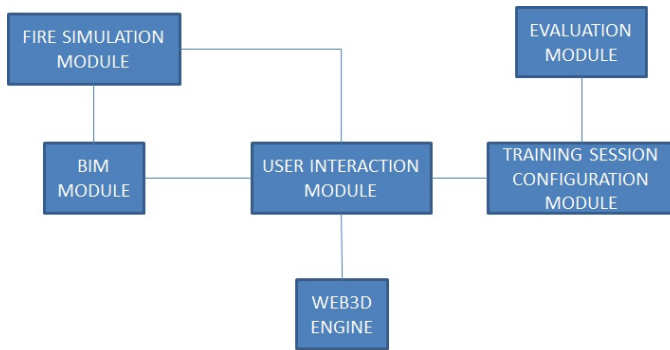 FIRE SIMULATION
MODULE
EVALUATION
MODULE
BIM
MODULE
USER INTERACTION
MODULE
TRAINING SESSION
CONFIGURATION
MODULE
WEB3D
ENGINE